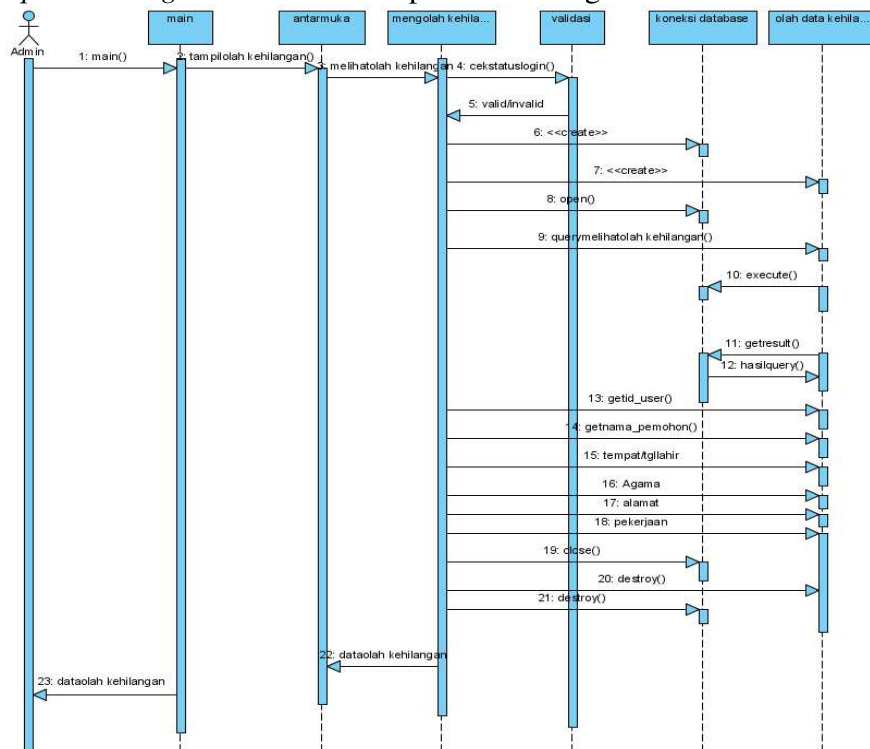 main
antarmuka
mengolah kehila...
validasi
koneksi database
olah data kehila...
Admin
1: main()
2: tampilolah kehilangan()
3: melihatolah kehilangan
4: cekstatuslogin()
5: valid/invalid
6: <<create>>
7: <<create>>
8: open()
9: querymelihatolah kehilangan()
10: execute()
11: getresult()
12: hasilquery()
13: getid_user()
14: getnama_pemohon()
15: tempat/tgllahir
16: Agama
17: alamat
18: pekerjaan
19: close()
20: destroy()
21: destroy()
22: dataolah kehilangan
23: dataolah kehilangan